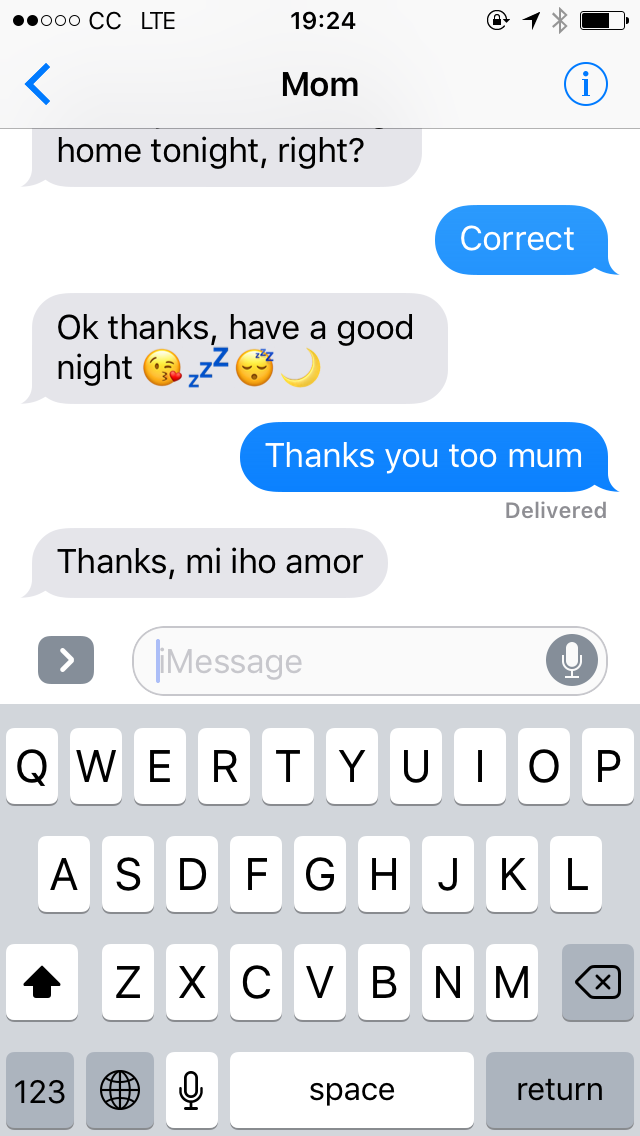 CC LTE 19:24
Mom
home tonight, right?
Correct
Ok thanks, have a good
night 😘💤😴🌙
Thanks you too mum
Delivered
Thanks, mi iho amor
iMessage
Q W E R T Y U I O P
A S D F G H J K L
Z X C V B N M
123 space return